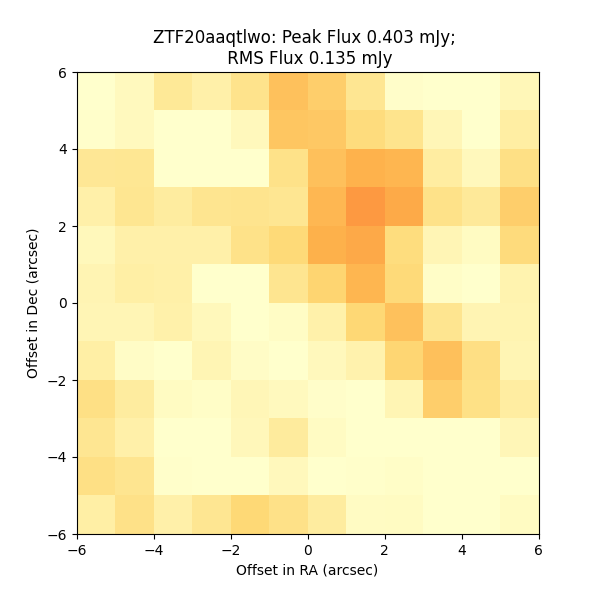 ZTF20aaqtlwo: Peak Flux 0.403 mJy;
RMS Flux 0.135 mJy
6
4
2
0
−2
−4
−6
Offset in Dec (arcsec)
−6 −4 −2 0 2 4 6
Offset in RA (arcsec)